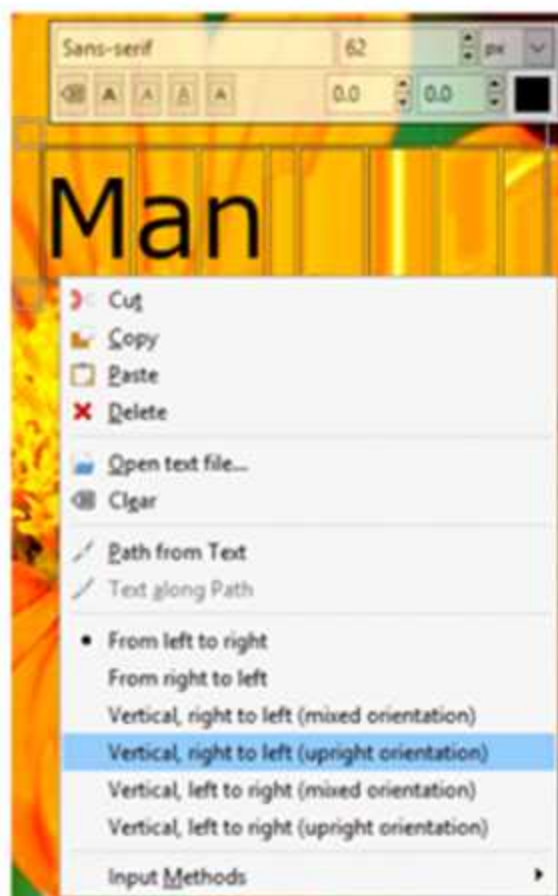 Sans-serif 62 px
A A A A 0.0 0.0
Man
Cut
Copy
Paste
Delete
Open text file...
Clear
Path from Text
Text along Path
From left to right
From right to left
Vertical, right to left (mixed orientation)
Vertical, right to left (upright orientation)
Vertical, left to right (mixed orientation)
Vertical, left to right (upright orientation)
Input Methods